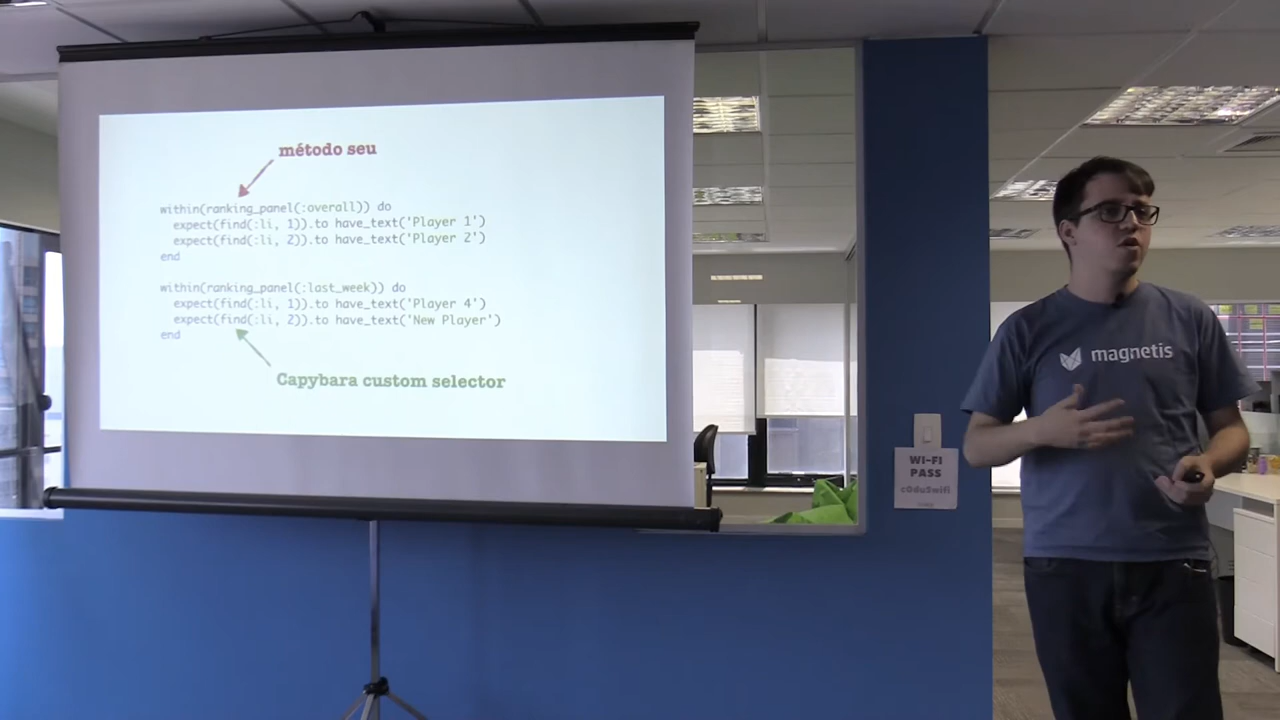 método seu
within(ranking_panel(:overall)) do
expect(find(:li, 1)).to have_text('Player 1')
expect(find(:li, 2)).to have_text('Player 2')
end
within(ranking_panel(:last_week)) do
expect(find(:li, 1)).to have_text('Player 4')
expect(find(:li, 2)).to have_text('New Player')
end
Capybara custom selector
magnetis
WI-FI
PASS